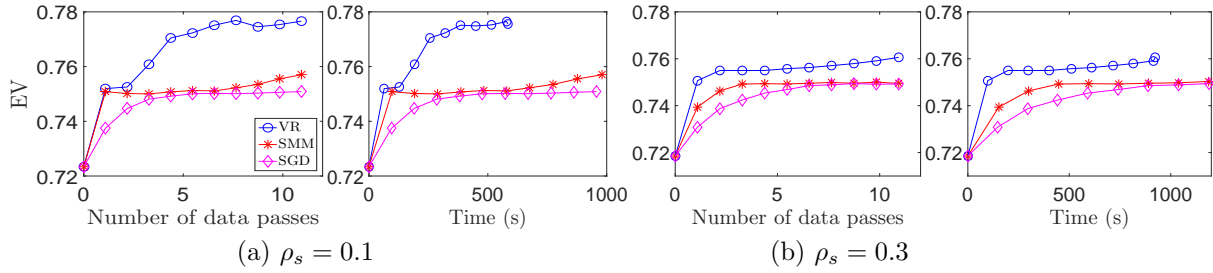 EV
0.78
0.76
0.74
0.72
0
5
10
Number of data passes
VR
SMM
SGD
0.78
0.76
0.74
0.72
0
500
1000
Time (s)
(a) ρₛ = 0.1
0.78
0.76
0.74
0.72
0
5
10
Number of data passes
0.78
0.76
0.74
0.72
0
500
1000
Time (s)
(b) ρₛ = 0.3